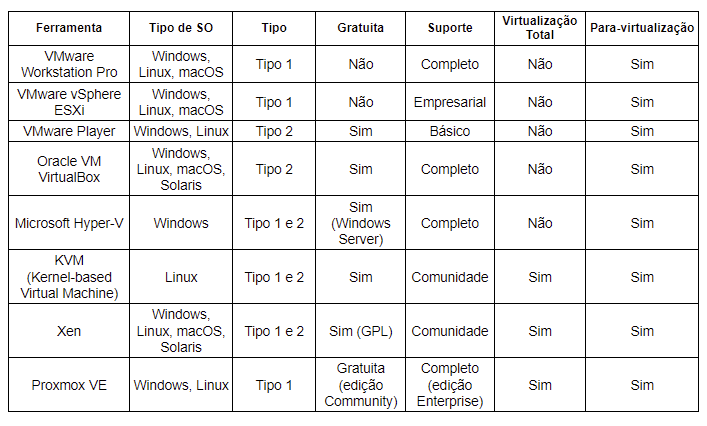 Ferramenta
Tipo de SO
Tipo
Gratuita
Suporte
Virtualização
Total
Para-virtualização
VMware
Workstation Pro
Windows,
Linux, macOS
Tipo 1
Não
Completo
Não
Sim
VMware vSphere
ESXi
Windows,
Linux, macOS
Tipo 1
Não
Empresarial
Não
Sim
VMware Player
Windows, Linux
Tipo 2
Sim
Básico
Não
Sim
Oracle VM
VirtualBox
Windows,
Linux, macOS,
Solaris
Tipo 2
Sim
Completo
Não
Sim
Microsoft Hyper-V
Windows
Tipo 1 e 2
Sim
(Windows
Server)
Completo
Não
Sim
KVM
(Kernel-based
Virtual Machine)
Linux
Tipo 1 e 2
Sim
Comunidade
Sim
Sim
Xen
Windows,
Linux, macOS,
Solaris
Tipo 1 e 2
Sim (GPL)
Comunidade
Sim
Sim
Proxmox VE
Windows, Linux
Tipo 1
Gratuita
(edição
Community)
Completo
(edição
Enterprise)
Sim
Sim